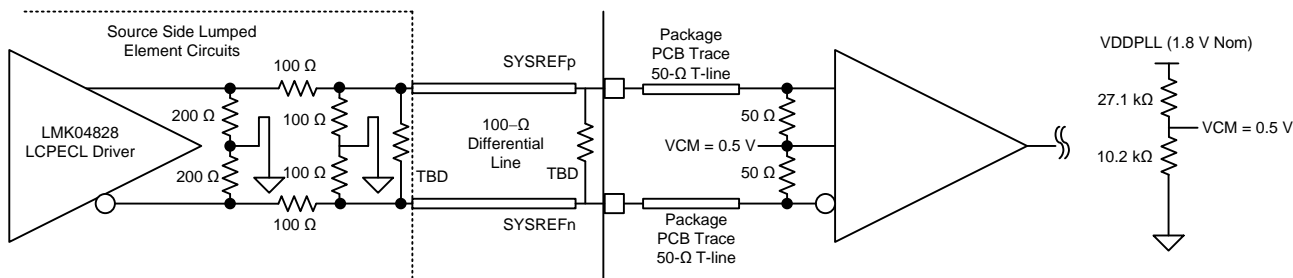 Source Side Lumped
Element Circuits
100 Ω
200 Ω
100 Ω
LMK04828
LCPECL Driver
200 Ω
100 Ω
100 Ω
TBD
SYSREFp
100–Ω
Differential
Line
TBD
SYSREFn
Package
PCB Trace
50-Ω T-line
50 Ω
VCM = 0.5 V
50 Ω
Package
PCB Trace
50-Ω T-line
VDDPLL (1.8 V Nom)
27.1 kΩ
VCM = 0.5 V
10.2 kΩ